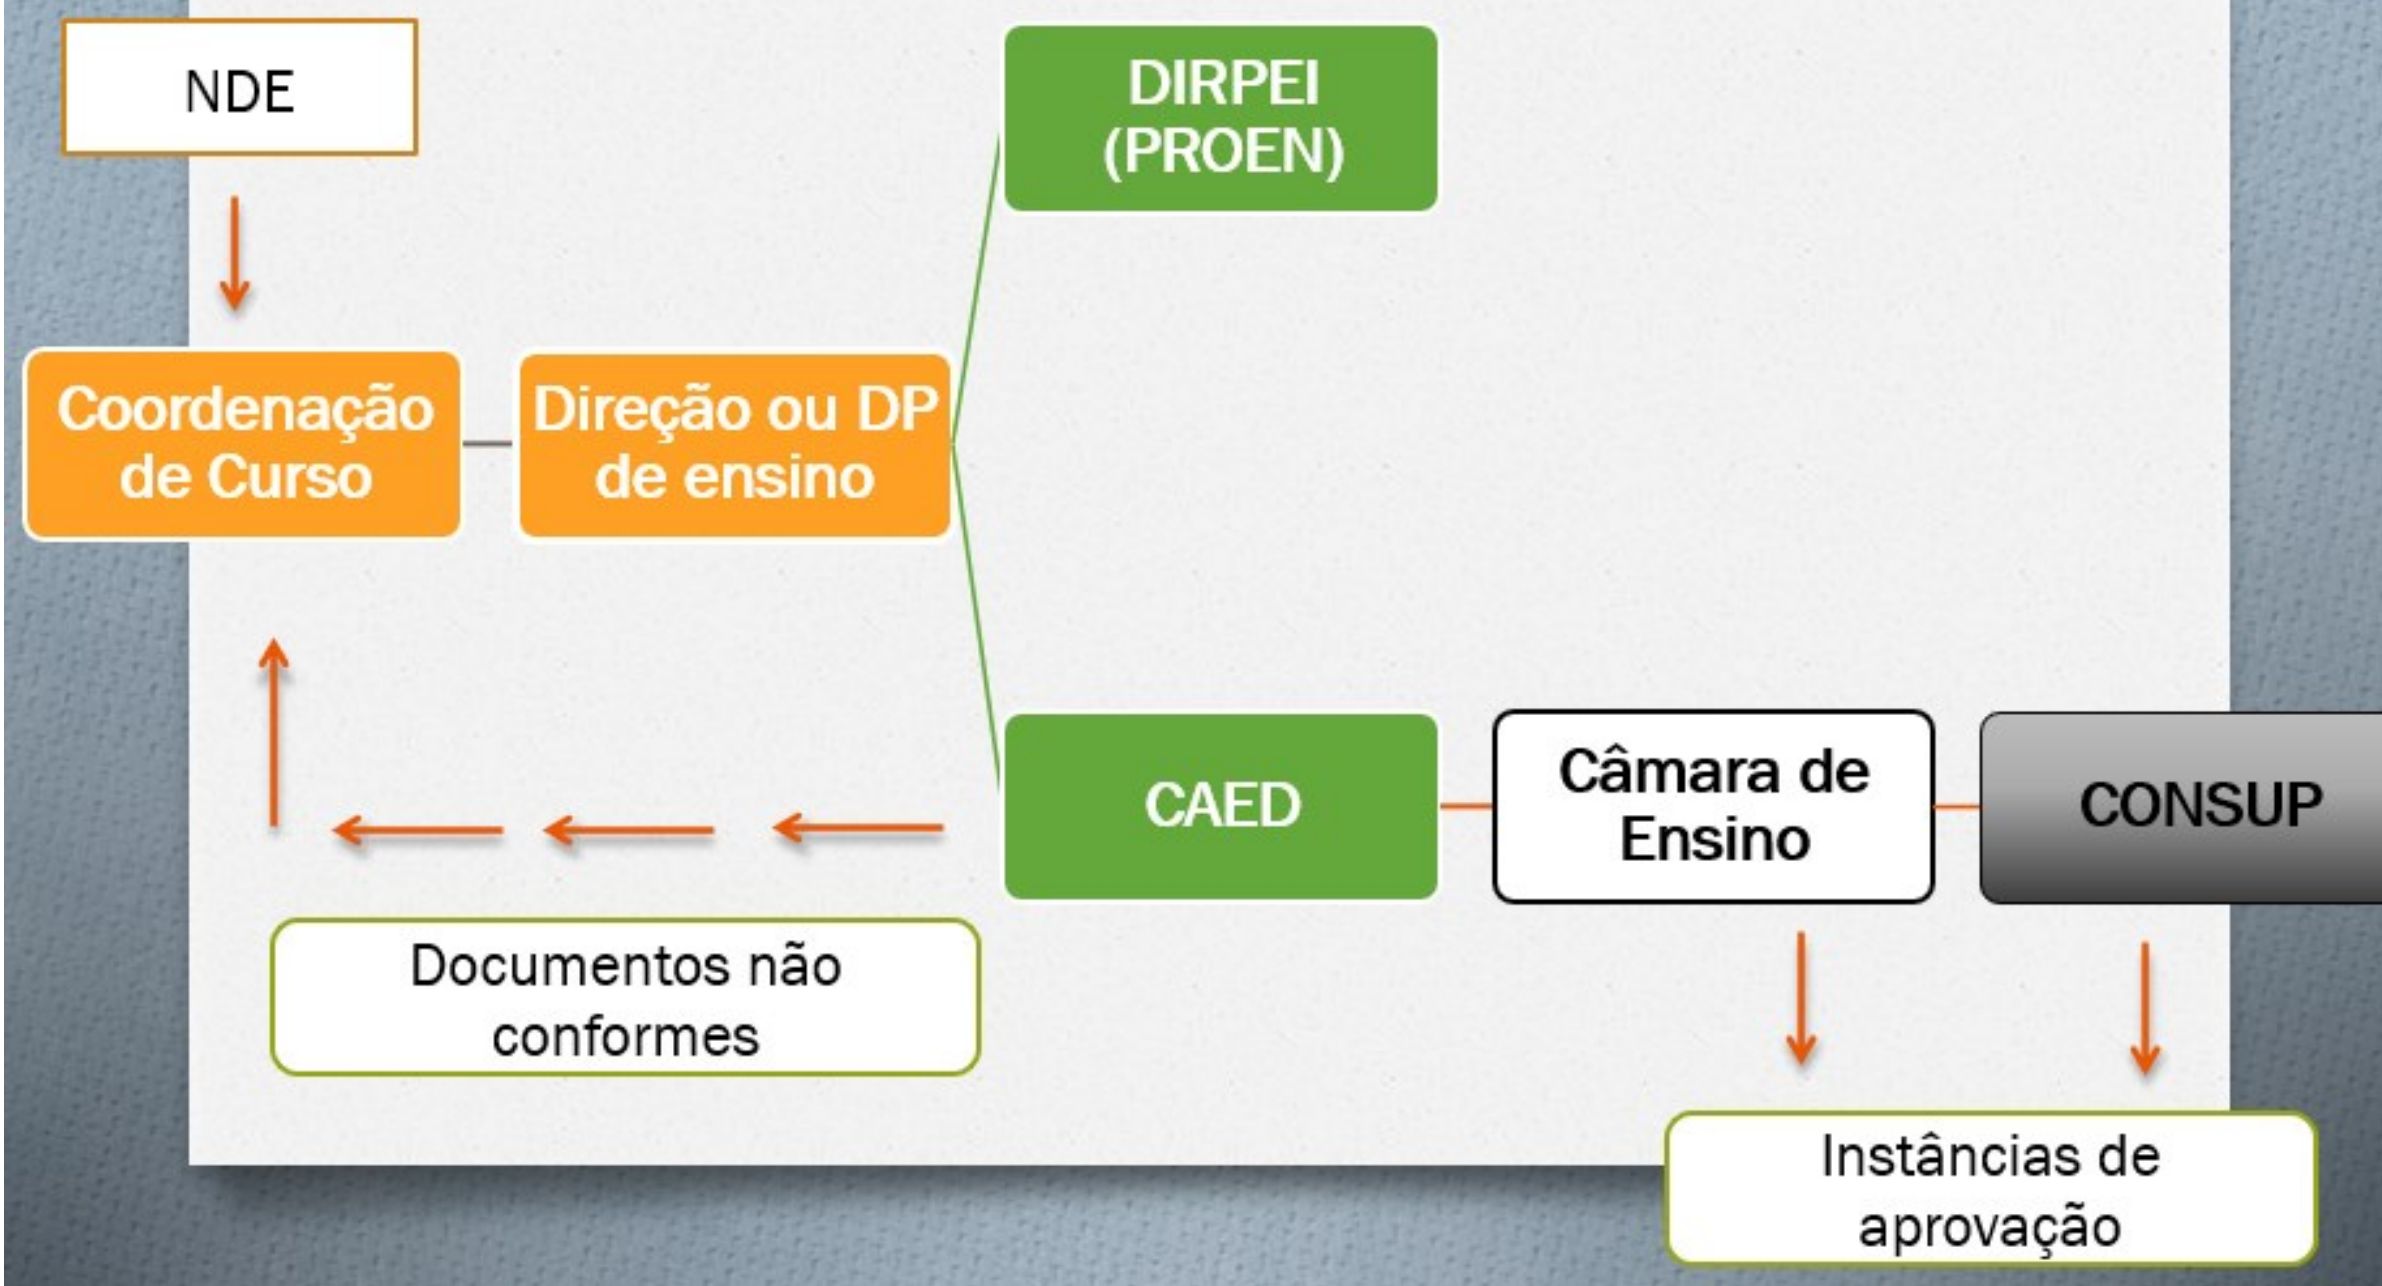 NDE
DIRPEI
(PROEN)
Coordenação
de Curso
Direção ou DP
de ensino
CAED
Câmara de
Ensino
CONSUP
Documentos não
conformes
Instâncias de
aprovação